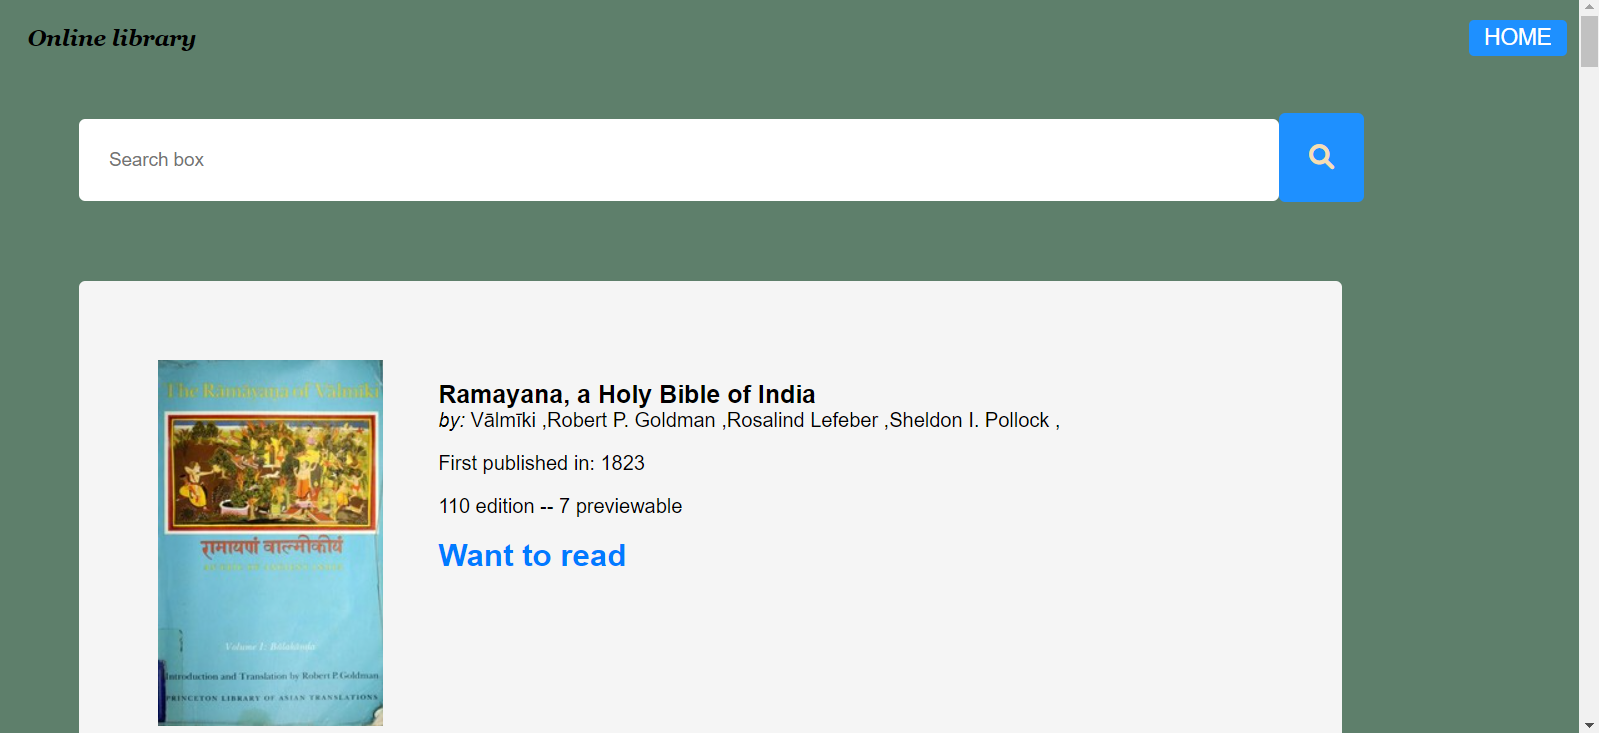 Online library
HOME
Search box
The Rāmāyaṇa of Vālmīki
रामायणं वाल्मीकीयं
Volume I: Bālakāṇḍa
Introduction and Translation by Robert P. Goldman
PRINCETON LIBRARY OF ASIAN TRANSLATIONS
Ramayana, a Holy Bible of India
by: Vālmīki ,Robert P. Goldman ,Rosalind Lefeber ,Sheldon I. Pollock ,
First published in: 1823
110 edition -- 7 previewable
Want to read